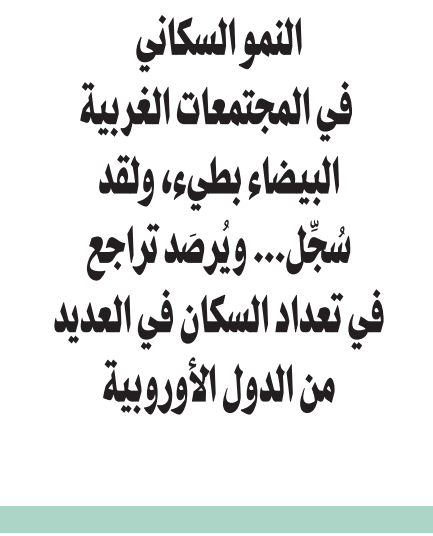 النمو السكاني
في المجتمعات الغربية
البيضاء بطيء، ولقد
سُجِّل... ويُرصَد تراجع
في تعداد السكان في العديد
من الدول الأوروبية